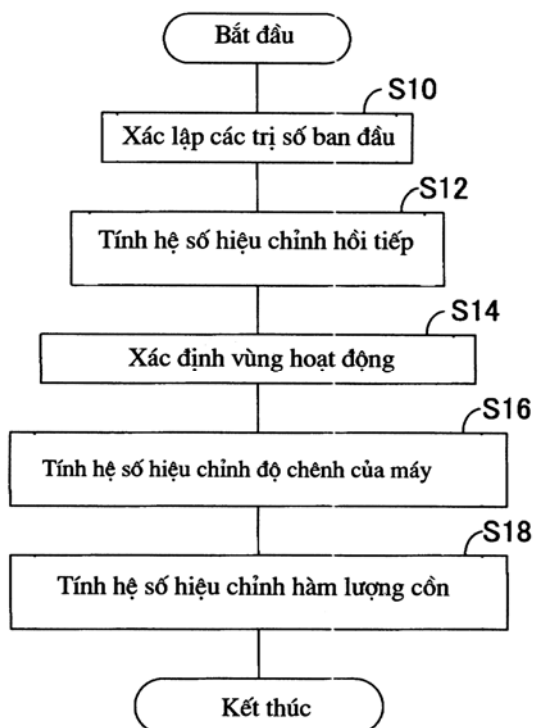 Bắt đầu
S10
Xác lập các trị số ban đầu
S12
Tính hệ số hiệu chỉnh hồi tiếp
S14
Xác định vùng hoạt động
S16
Tính hệ số hiệu chỉnh độ chênh của máy
S18
Tính hệ số hiệu chỉnh hàm lượng cồn
Kết thúc